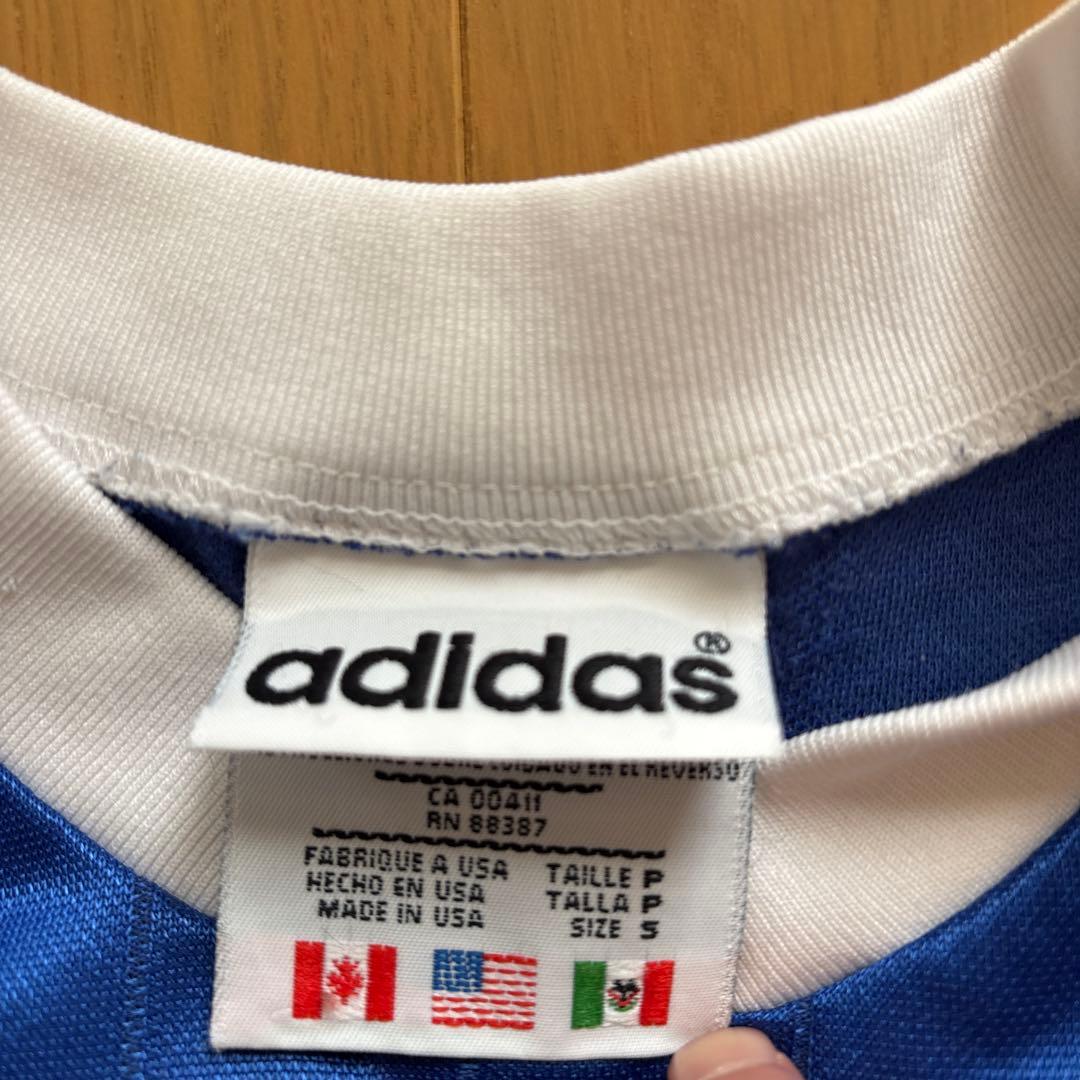 adidas®
CUIDADO EN EL REVERSO
CA 00411
RN 88387
FABRIQUE A USA
HECHO EN USA
MADE IN USA
TAILLE P
TALLA P
SIZE S